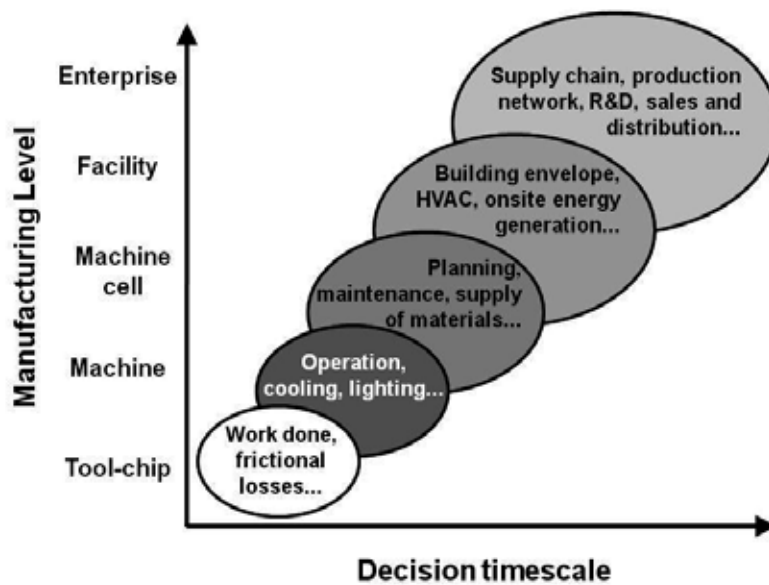 Manufacturing Level
Enterprise
Facility
Machine
cell
Machine
Tool-chip
Supply chain, production
network, R&D, sales and
distribution...
Building envelope,
HVAC, onsite energy
generation...
Planning,
maintenance, supply
of materials...
Operation,
cooling, lighting...
Work done,
frictional
losses...
Decision timescale